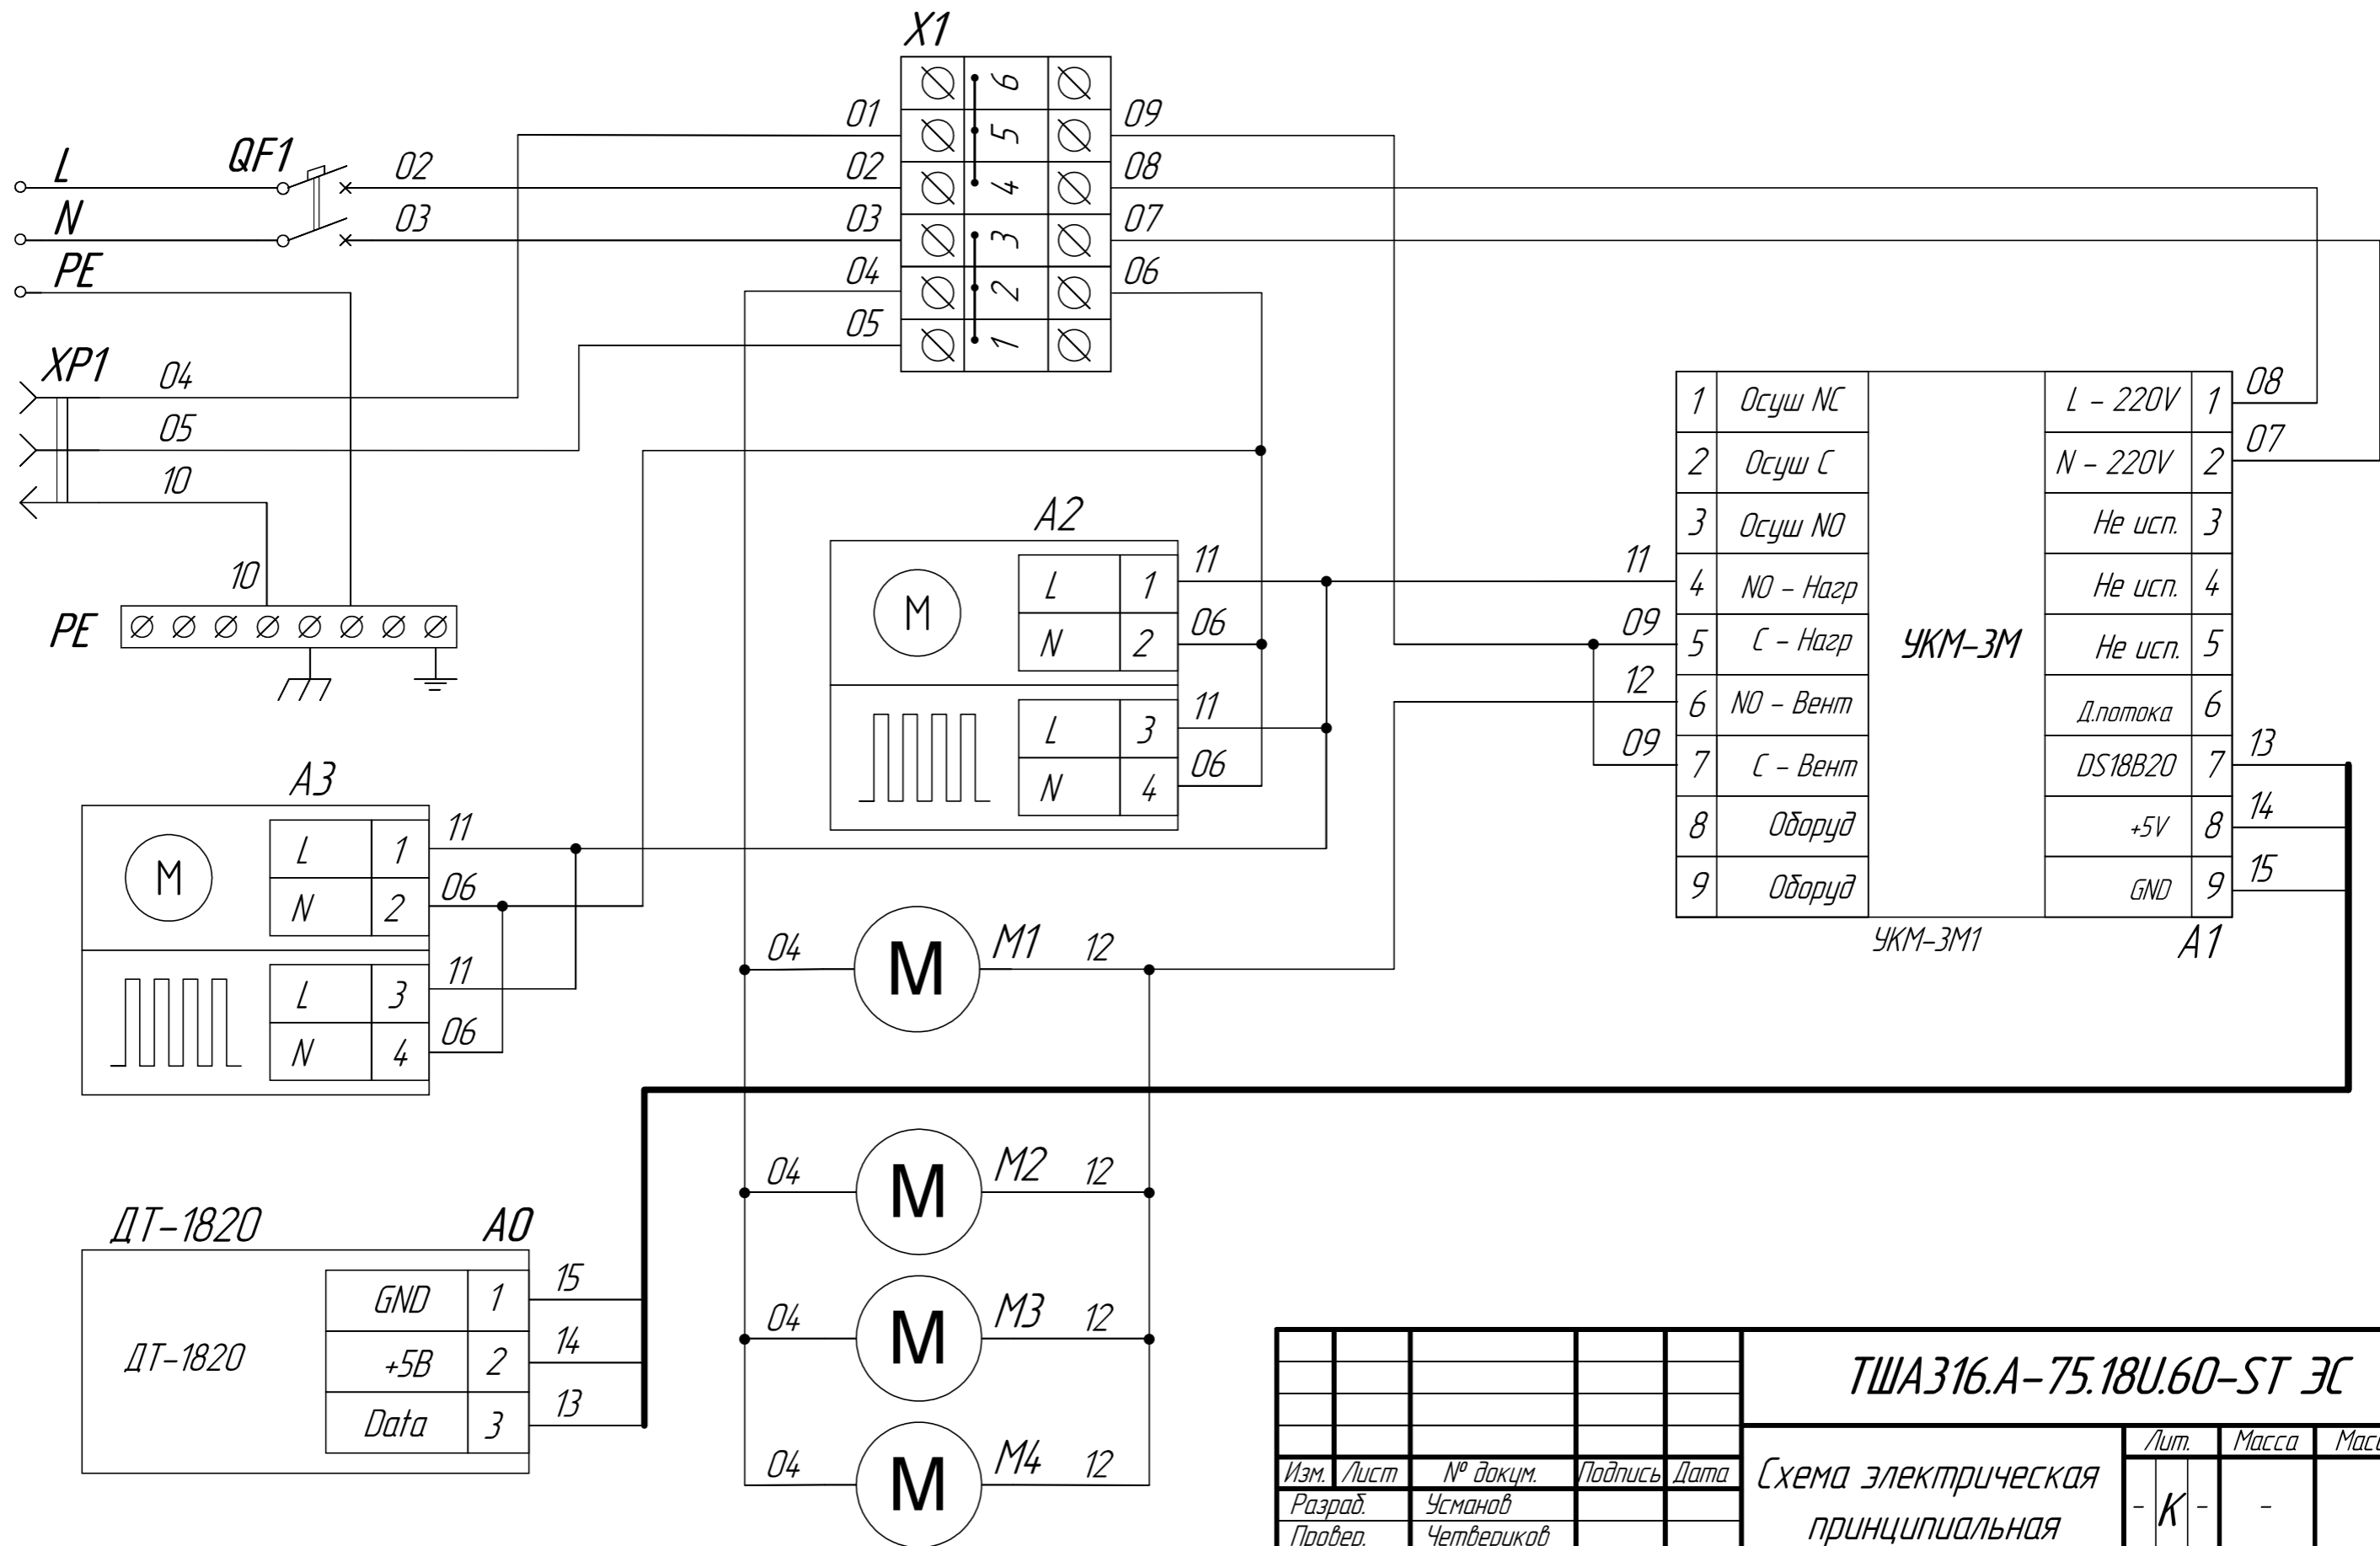 X1
6
01
5
09
L
QF1
02
02
4
08
N
03
03
3
07
PE
04
2
06
05
1
XP1
04
05
10
10
PE
A2
M
L
1
11
N
2
06
L
3
11
N
4
06
1
Осуш NC
L - 220V
1
08
2
Осуш C
N - 220V
2
07
3
Осуш NO
Не исп.
3
11
4
NO - Нагр
Не исп.
4
09
5
C - Нагр
УКМ-3М
Не исп.
5
12
6
NO - Вент
Д.потока
6
09
7
C - Вент
DS18B20
7
13
8
Оборуд
+5V
8
14
9
Оборуд
GND
9
15
УКМ-3М1
A1
A3
M
L
1
11
N
2
06
L
3
11
N
4
06
04
M
M1
12
04
M
M2
12
04
M
M3
12
04
M
M4
12
ДТ-1820
A0
ДТ-1820
GND
1
15
+5В
2
14
Data
3
13
ТША316.А-75.18U.60-ST ЭС
Изм.
Лист
№ докум.
Подпись
Дата
Разраб.
Усманов
Провер.
Четвериков
Схема электрическая
принципиальная
Лит.
Масса
- К -
-